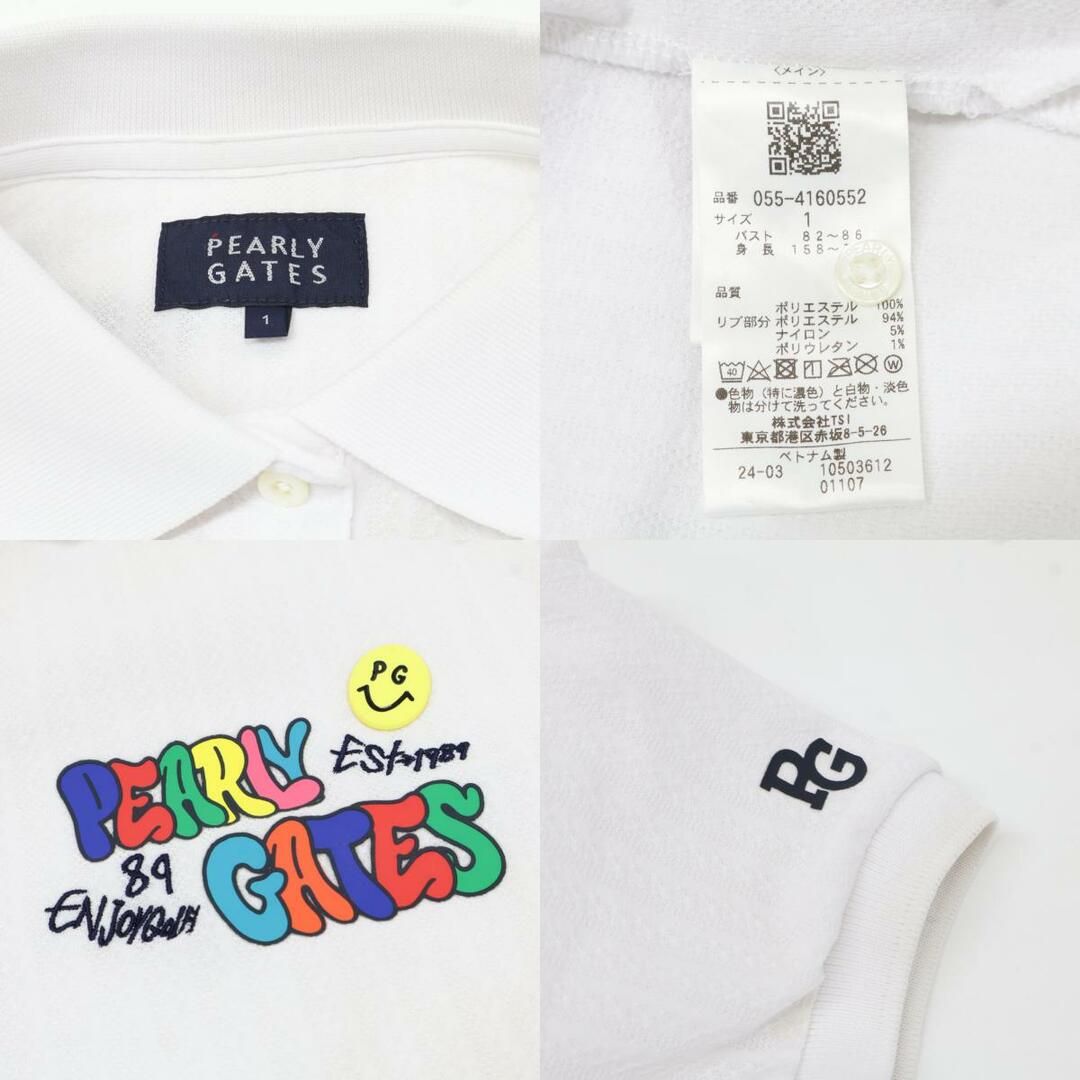 PEARLY
GATES
1
〈メイン〉
品番 055-4160552
サイズ 1
バスト 82〜86
身長 158〜
PEARLY
品質
ポリエステル 100%
リブ部分 ポリエステル 94%
ナイロン 5%
ポリウレタン 1%
40
W
●色物（特に濃色）と白物・淡色
物は分けて洗ってください。
株式会社TSI
東京都港区赤坂8-5-26
ベトナム製
24-03 10503612
01107
PG
EST.1989
PEARLY
GATES
89
ENJOY GOLF!
PG